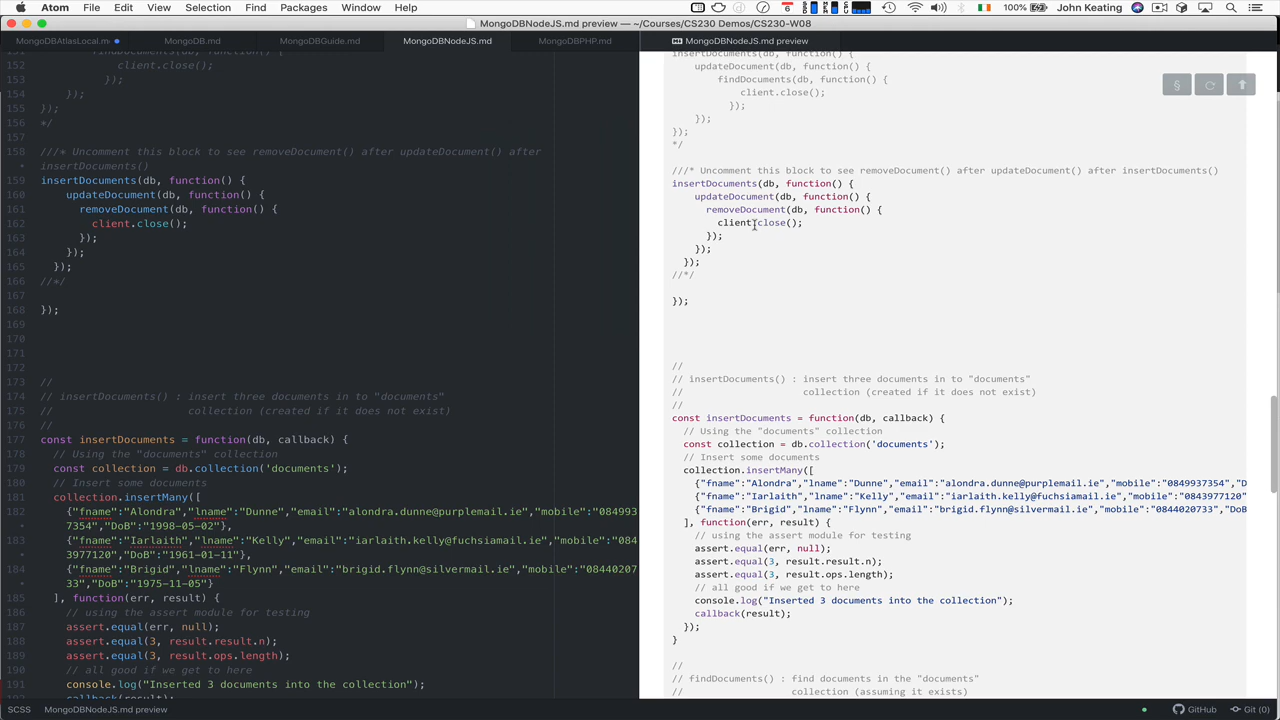 Atom File Edit View Selection Find Packages Window Help 6 100% John Keating
MongoDBNodeJS.md preview — ~/Courses/CS230 Demos/CS230-W08
MongoDBAtlasLocal.md MongoDB.md MongoDBGuide.md MongoDBNodeJS.md MongoDBPHP.md
152 client.close();
153 });
154 });
155 });
• */
157
158 ///* Uncomment this block to see removeDocument() after updateDocument() after
• insertDocuments()
159 insertDocuments(db, function() {
160 updateDocument(db, function() {
161 removeDocument(db, function() {
162 client.close();
163 });
164 });
165 });
166 //*/
167
168 });
169
170
171
172
173 //
174 // insertDocuments() : insert three documents in to "documents"
175 // collection (created if it does not exist)
176 //
177 const insertDocuments = function(db, callback) {
178 // Using the "documents" collection
179 const collection = db.collection('documents');
180 // Insert some documents
181 collection.insertMany([
182 {"fname":"Alondra","lname":"Dunne","email":"alondra.dunne@purplemail.ie","mobile":"084993
• 7354","DoB":"1998-05-02"},
183 {"fname":"Iarlaith","lname":"Kelly","email":"iarlaith.kelly@fuchsiamail.ie","mobile":"084
• 3977120","DoB":"1961-01-11"},
184 {"fname":"Brigid","lname":"Flynn","email":"brigid.flynn@silvermail.ie","mobile":"08440207
• 33","DoB":"1975-11-05"}
185 ], function(err, result) {
186 // using the assert module for testing
187 assert.equal(err, null);
188 assert.equal(3, result.result.n);
189 assert.equal(3, result.ops.length);
190 // all good if we get to here
191 console.log("Inserted 3 documents into the collection");
MongoDBNodeJS.md preview
insertDocuments(db, function() {
updateDocument(db, function() {
findDocuments(db, function() {
client.close();
});
});
});
*/
///* Uncomment this block to see removeDocument() after updateDocument() after insertDocuments()
insertDocuments(db, function() {
updateDocument(db, function() {
removeDocument(db, function() {
client.close();
});
});
});
//*/
});
//
// insertDocuments() : insert three documents in to "documents"
// collection (created if it does not exist)
//
const insertDocuments = function(db, callback) {
// Using the "documents" collection
const collection = db.collection('documents');
// Insert some documents
collection.insertMany([
{"fname":"Alondra","lname":"Dunne","email":"alondra.dunne@purplemail.ie","mobile":"0849937354","D
{"fname":"Iarlaith","lname":"Kelly","email":"iarlaith.kelly@fuchsiamail.ie","mobile":"0843977120"
{"fname":"Brigid","lname":"Flynn","email":"brigid.flynn@silvermail.ie","mobile":"0844020733","DoB
], function(err, result) {
// using the assert module for testing
assert.equal(err, null);
assert.equal(3, result.result.n);
assert.equal(3, result.ops.length);
// all good if we get to here
console.log("Inserted 3 documents into the collection");
callback(result);
});
}
//
// findDocuments() : find documents in the "documents"
// collection (assuming it exists)
SCSS MongoDBNodeJS.md preview GitHub Git (0)